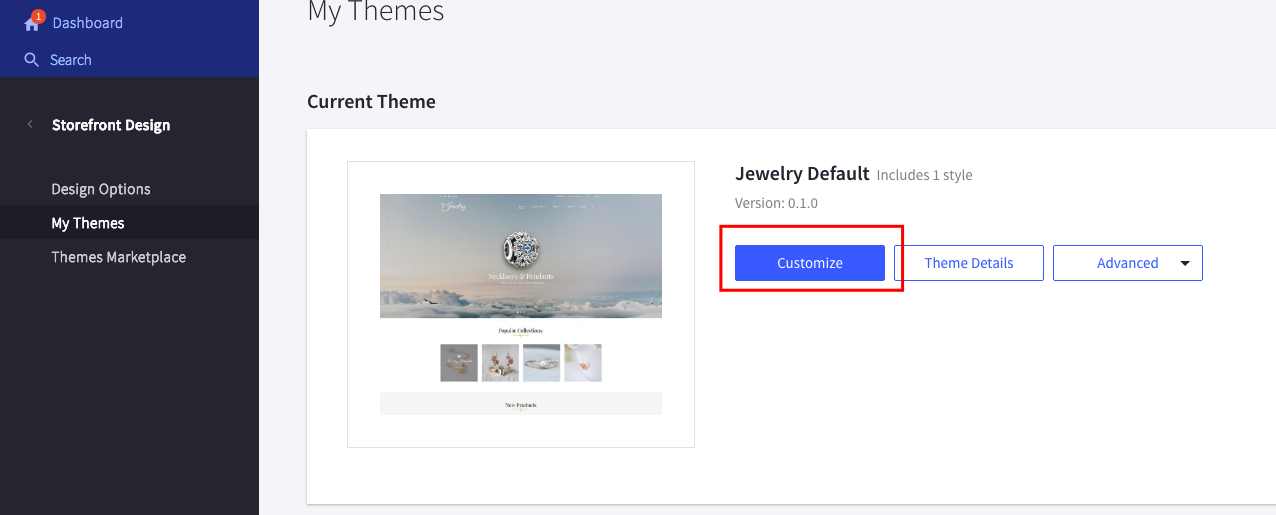 1
Dashboard
Search
Storefront Design
Design Options
My Themes
Themes Marketplace
My Themes
Current Theme
Jewelry
Necklaces & Pendants
Popular Collections
New Products
Jewelry Default Includes 1 style
Version: 0.1.0
Customize
Theme Details
Advanced